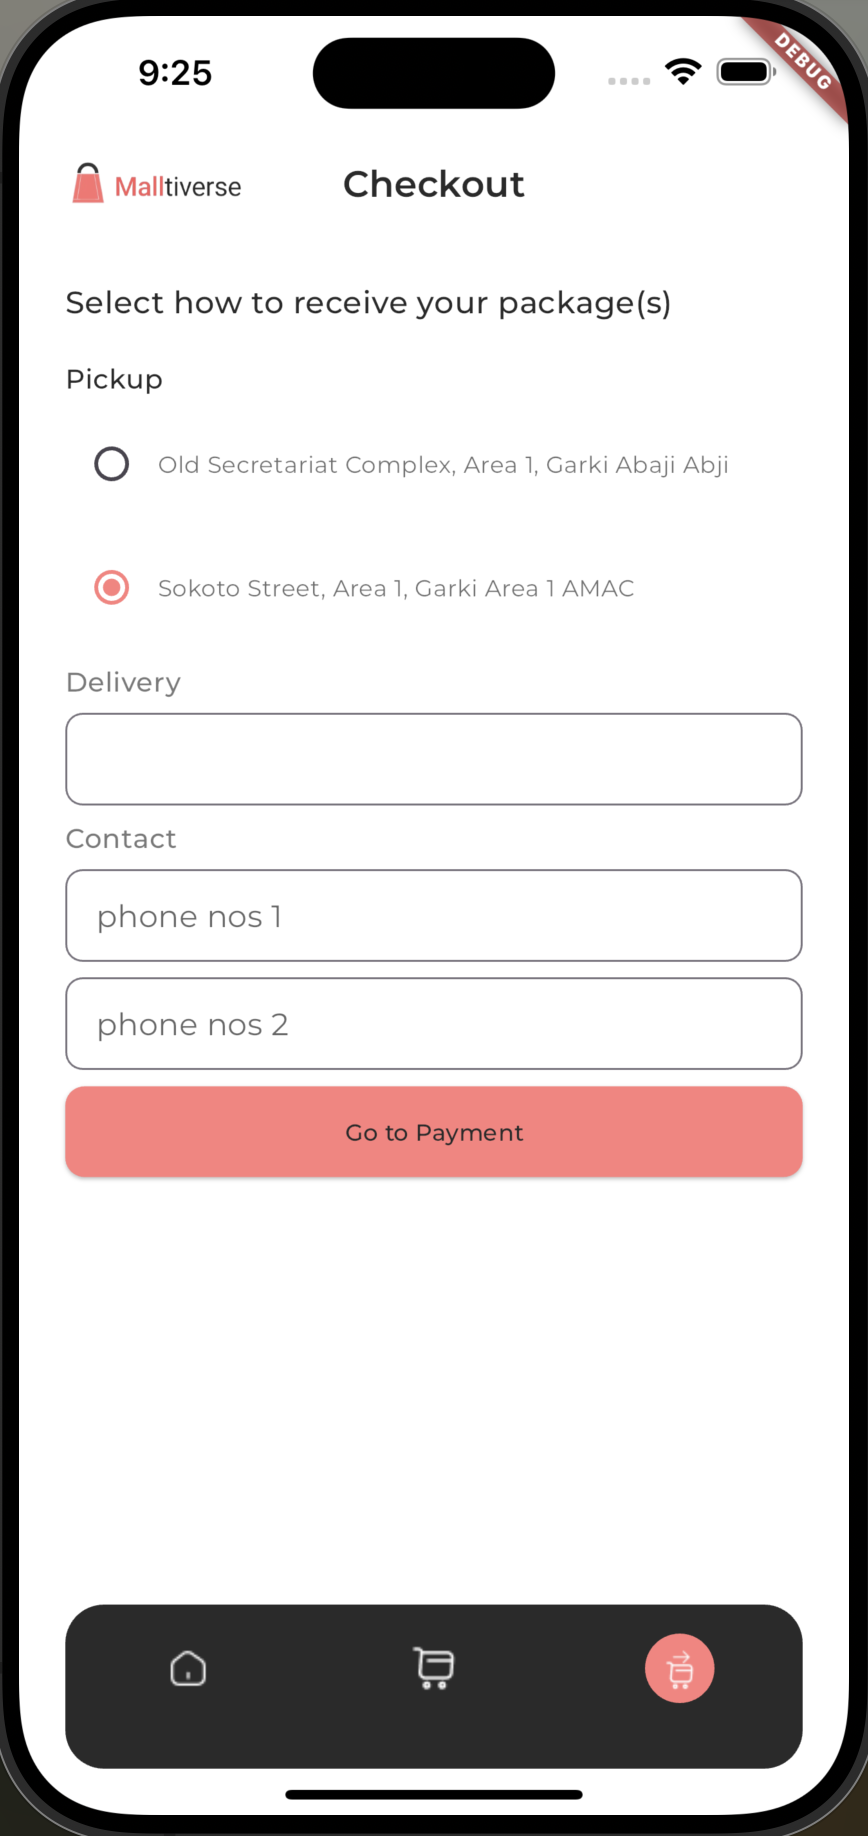 9:25
DEBUG
Malltiverse
Checkout
Select how to receive your package(s)
Pickup
Old Secretariat Complex, Area 1, Garki Abaji Abji
Sokoto Street, Area 1, Garki Area 1 AMAC
Delivery
Contact
phone nos 1
phone nos 2
Go to Payment